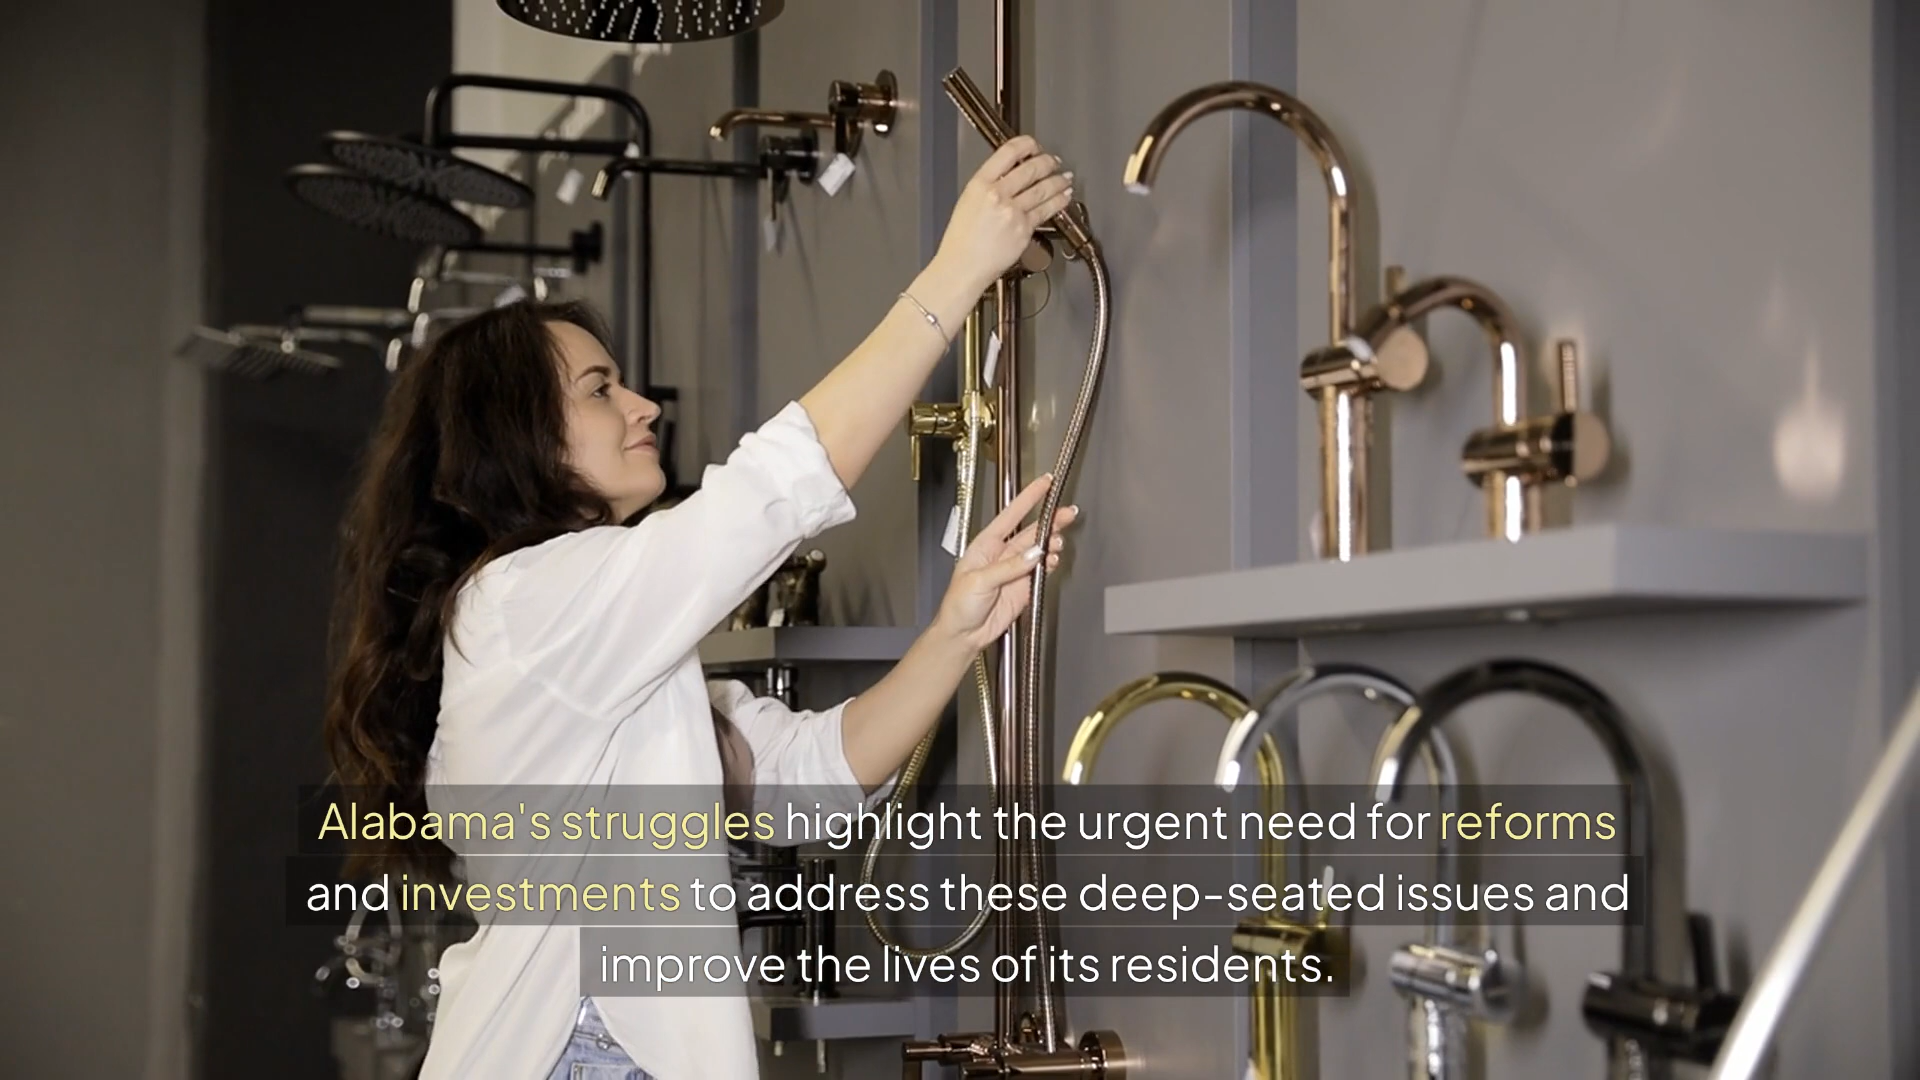 Alabama's struggles highlight the urgent need for reforms
and investments to address these deep-seated issues and
improve the lives of its residents.